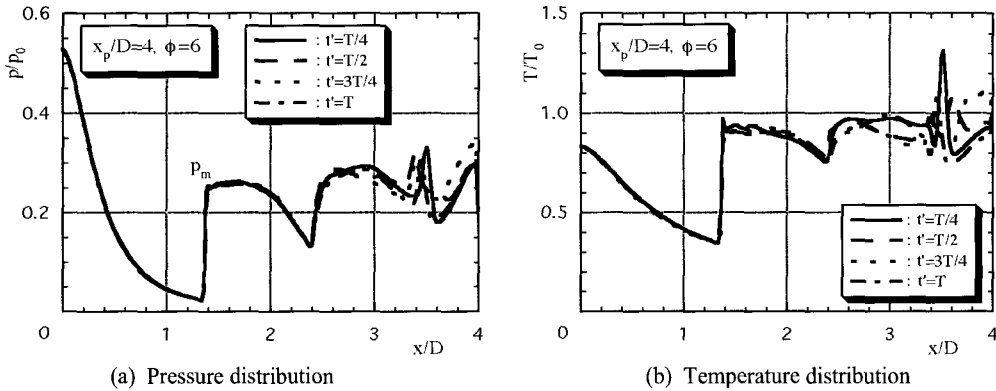 0.6
0.4
0.2
0
p/p₀
x_p/D=4, φ=6
: t'=T/4
: t'=T/2
: t'=3T/4
: t'=T
p_m
1
2
3
4
x/D
(a) Pressure distribution
1.5
1.0
0.5
0
T/T₀
x_p/D=4, φ=6
: t'=T/4
: t'=T/2
: t'=3T/4
: t'=T
1
2
3
4
x/D
(b) Temperature distribution